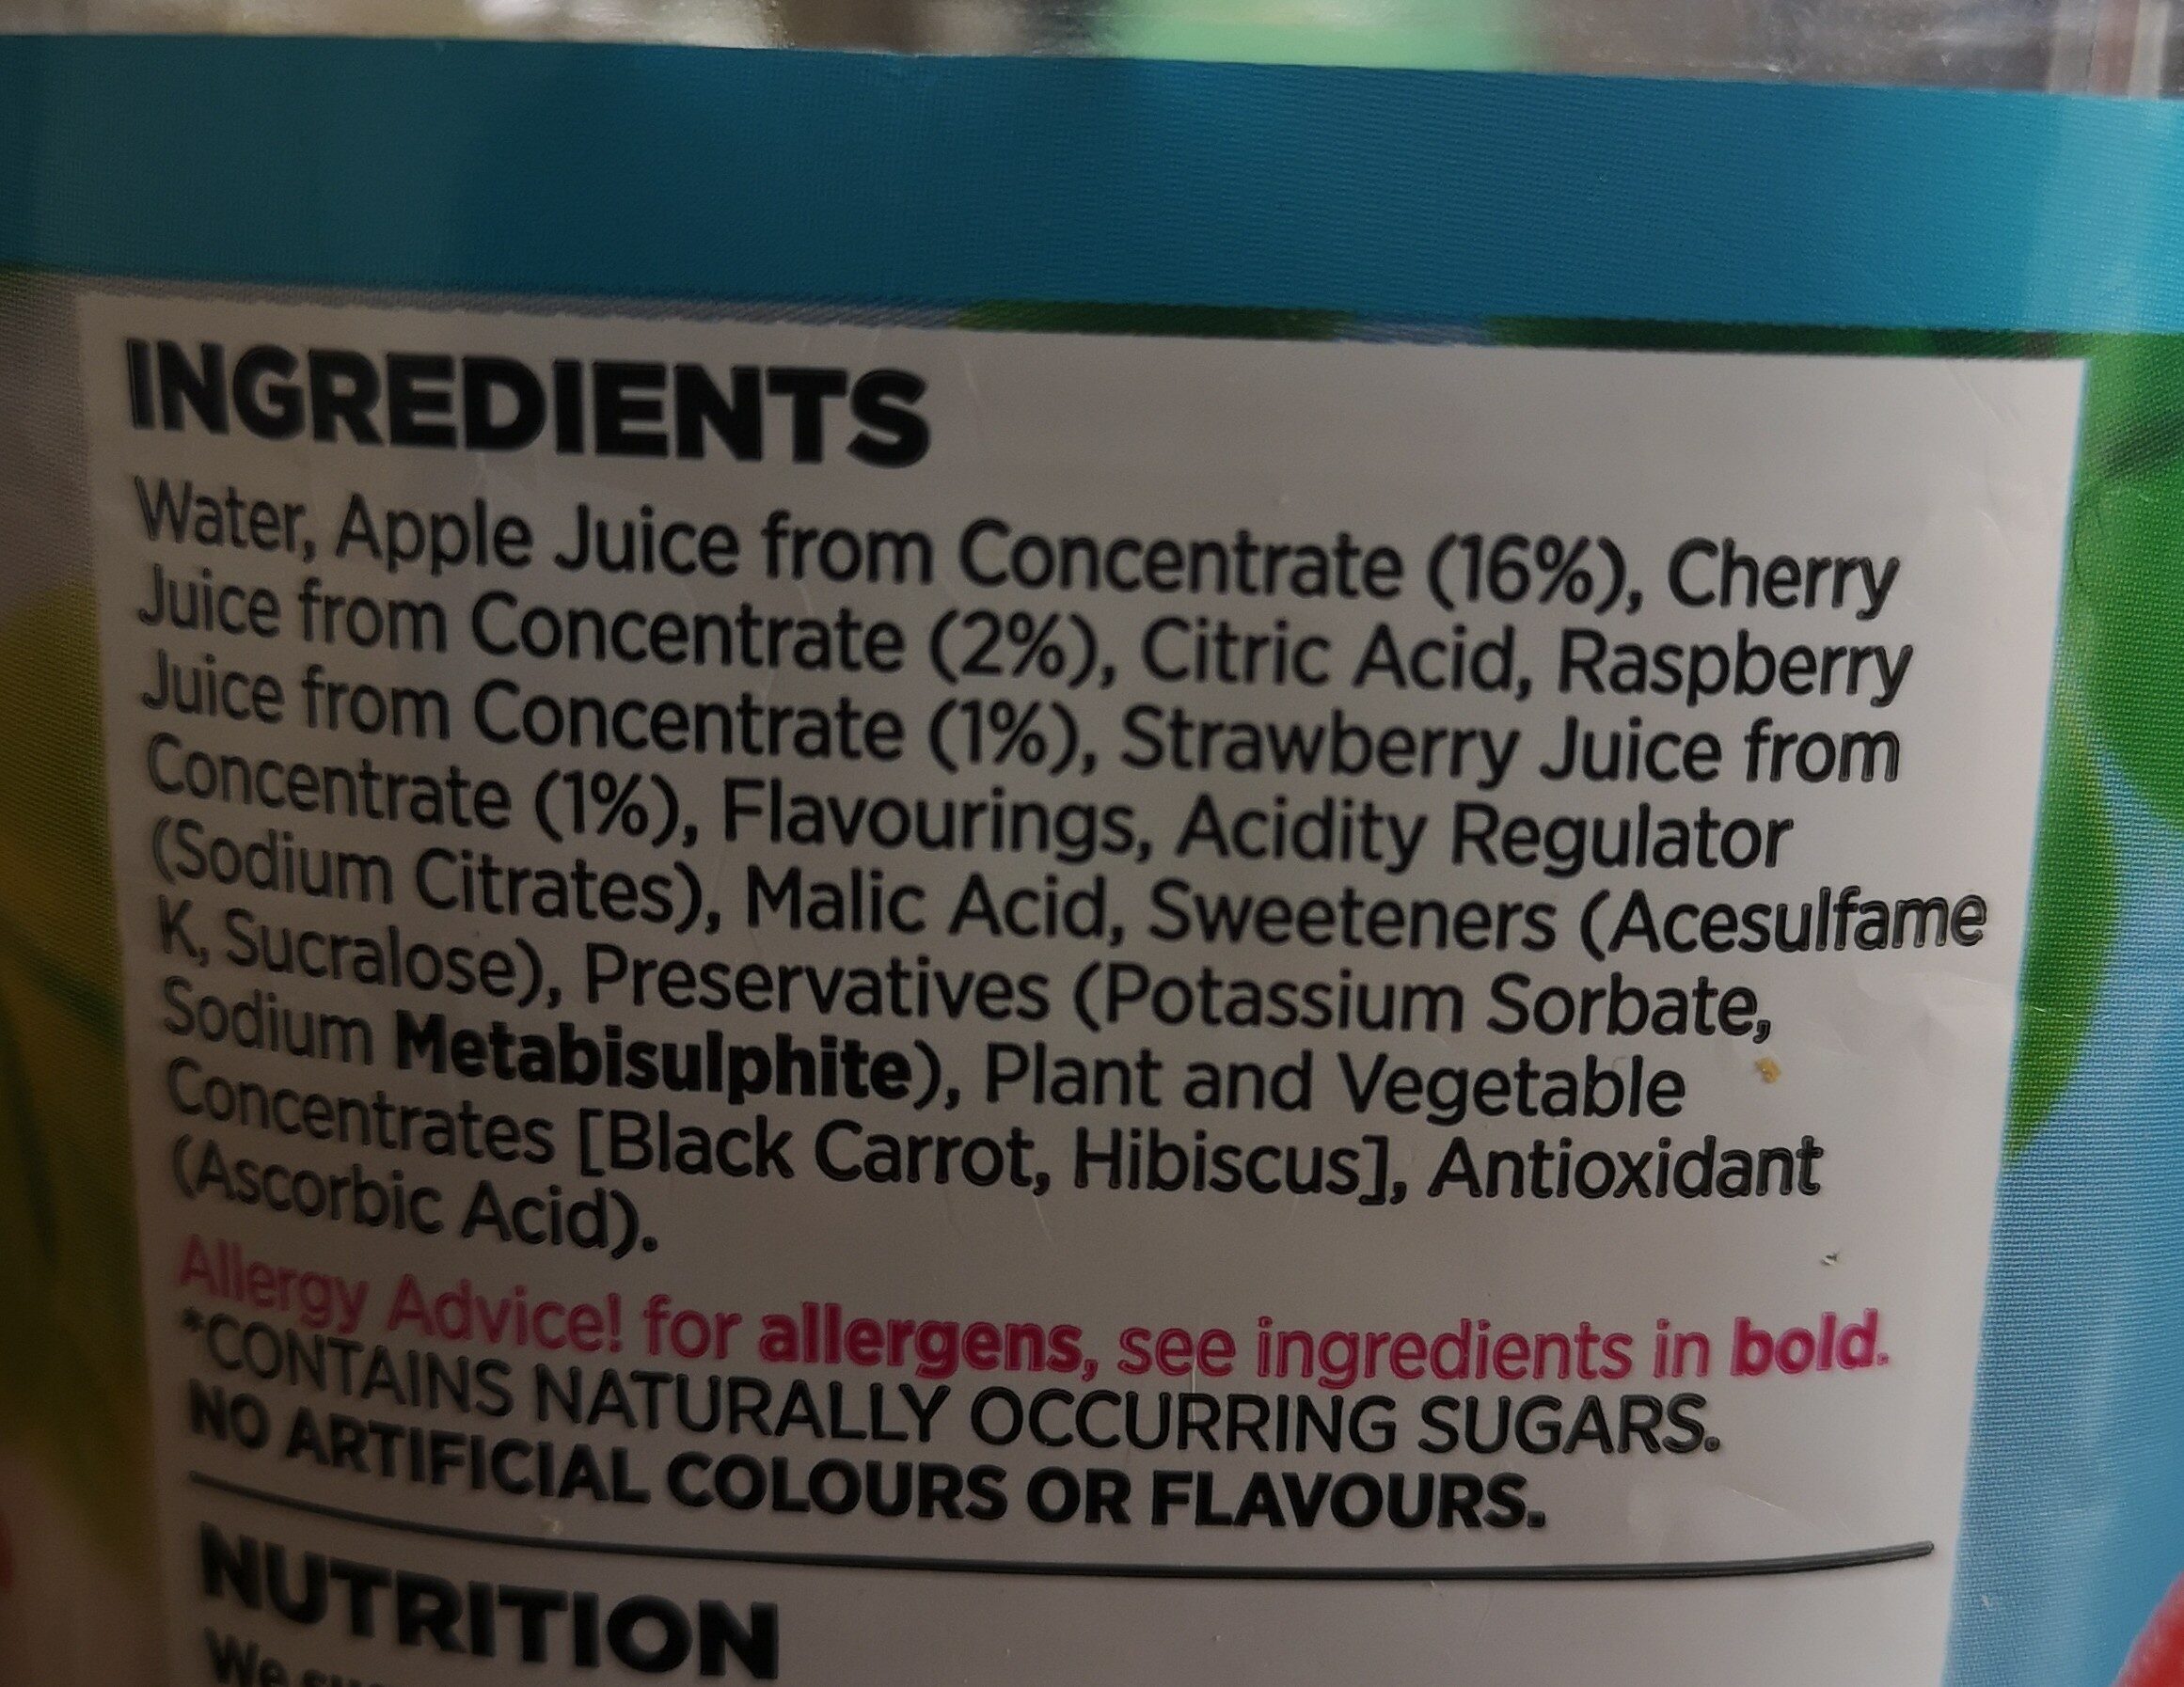 INGREDIENTS
Water, Apple Juice from Concentrate (16%), Cherry
Juice from Concentrate (2%), Citric Acid, Raspberry
Juice from Concentrate (1%), Strawberry Juice from
Concentrate (1%), Flavourings, Acidity Regulator
(Sodium Citrates), Malic Acid, Sweeteners (Acesulfame
K, Sucralose), Preservatives (Potassium Sorbate,
Sodium Metabisulphite), Plant and Vegetable
Concentrates [Black Carrot, Hibiscus], Antioxidant
(Ascorbic Acid).
Allergy Advice! for allergens, see ingredients in bold.
*CONTAINS NATURALLY OCCURRING SUGARS.
NO ARTIFICIAL COLOURS OR FLAVOURS.
NUTRITION
We